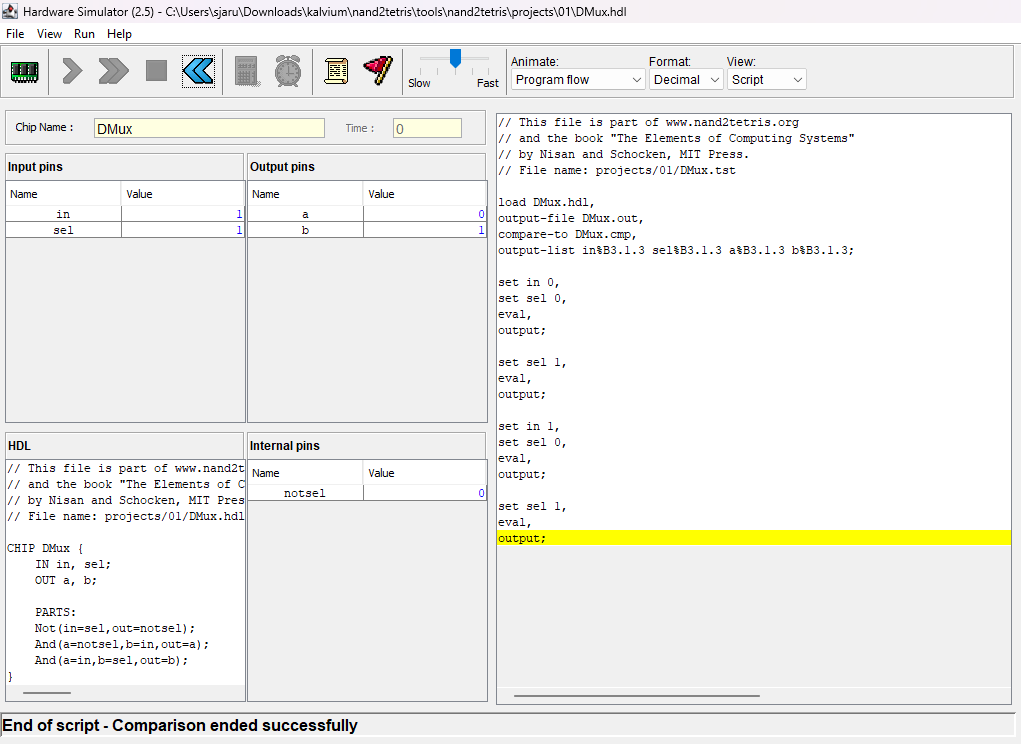 Hardware Simulator (2.5) - C:\Users\sjaru\Downloads\kalvium\nand2tetris\tools\nand2tetris\projects\01\DMux.hdl
File View Run Help
Slow Fast
Animate: Format: View:
Program flow Decimal Script
Chip Name : DMux Time : 0
Input pins
Name Value
in 1
sel 1
Output pins
Name Value
a 0
b 1
HDL
// This file is part of www.nand2t
// and the book "The Elements of C
// by Nisan and Schocken, MIT Pres
// File name: projects/01/DMux.hdl
CHIP DMux {
IN in, sel;
OUT a, b;
PARTS:
Not(in=sel,out=notsel);
And(a=notsel,b=in,out=a);
And(a=in,b=sel,out=b);
}
Internal pins
Name Value
notsel 0
// This file is part of www.nand2tetris.org
// and the book "The Elements of Computing Systems"
// by Nisan and Schocken, MIT Press.
// File name: projects/01/DMux.tst
load DMux.hdl,
output-file DMux.out,
compare-to DMux.cmp,
output-list in%B3.1.3 sel%B3.1.3 a%B3.1.3 b%B3.1.3;
set in 0,
set sel 0,
eval,
output;
set sel 1,
eval,
output;
set in 1,
set sel 0,
eval,
output;
set sel 1,
eval,
output;
End of script - Comparison ended successfully